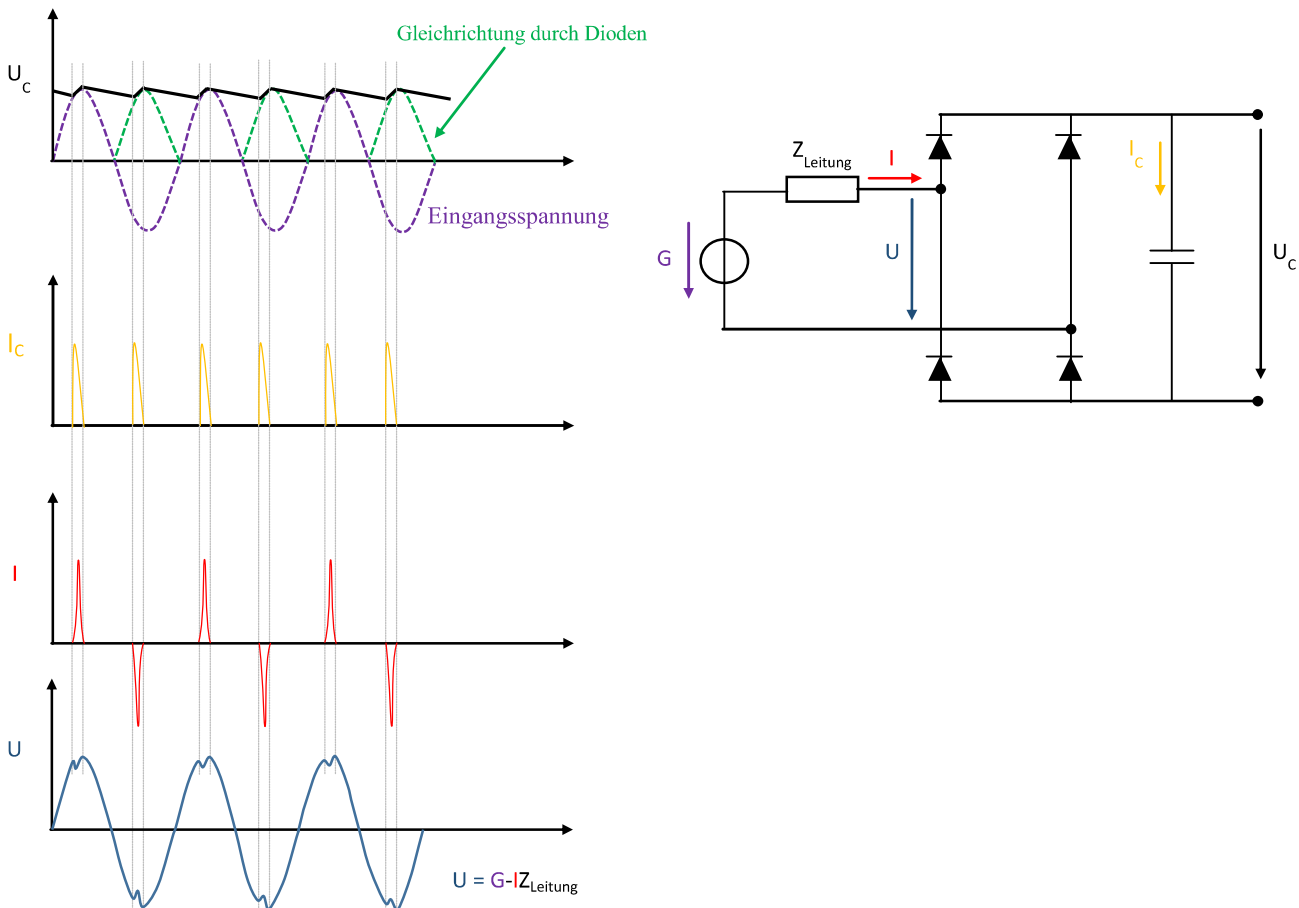 Gleichrichtung durch Dioden
U_C
Eingangsspannung
I_C
I
U
U = G-IZ_Leitung
Z_Leitung
I
I_C
G
U
U_C